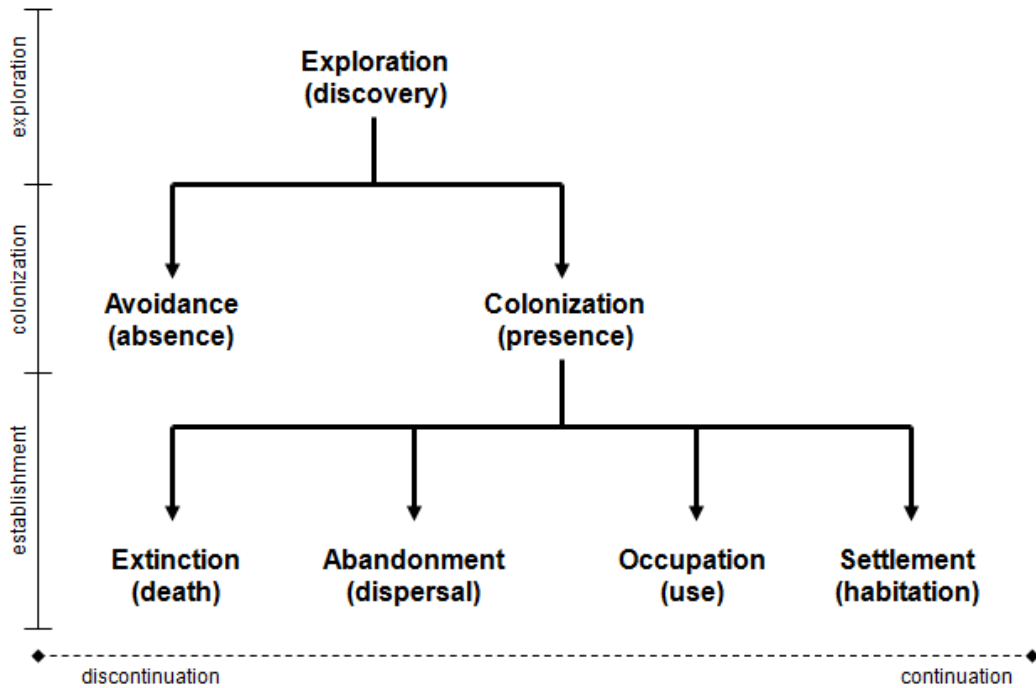 exploration
Exploration
(discovery)
colonization
Avoidance
(absence)
Colonization
(presence)
establishment
Extinction
(death)
Abandonment
(dispersal)
Occupation
(use)
Settlement
(habitation)
discontinuation
continuation